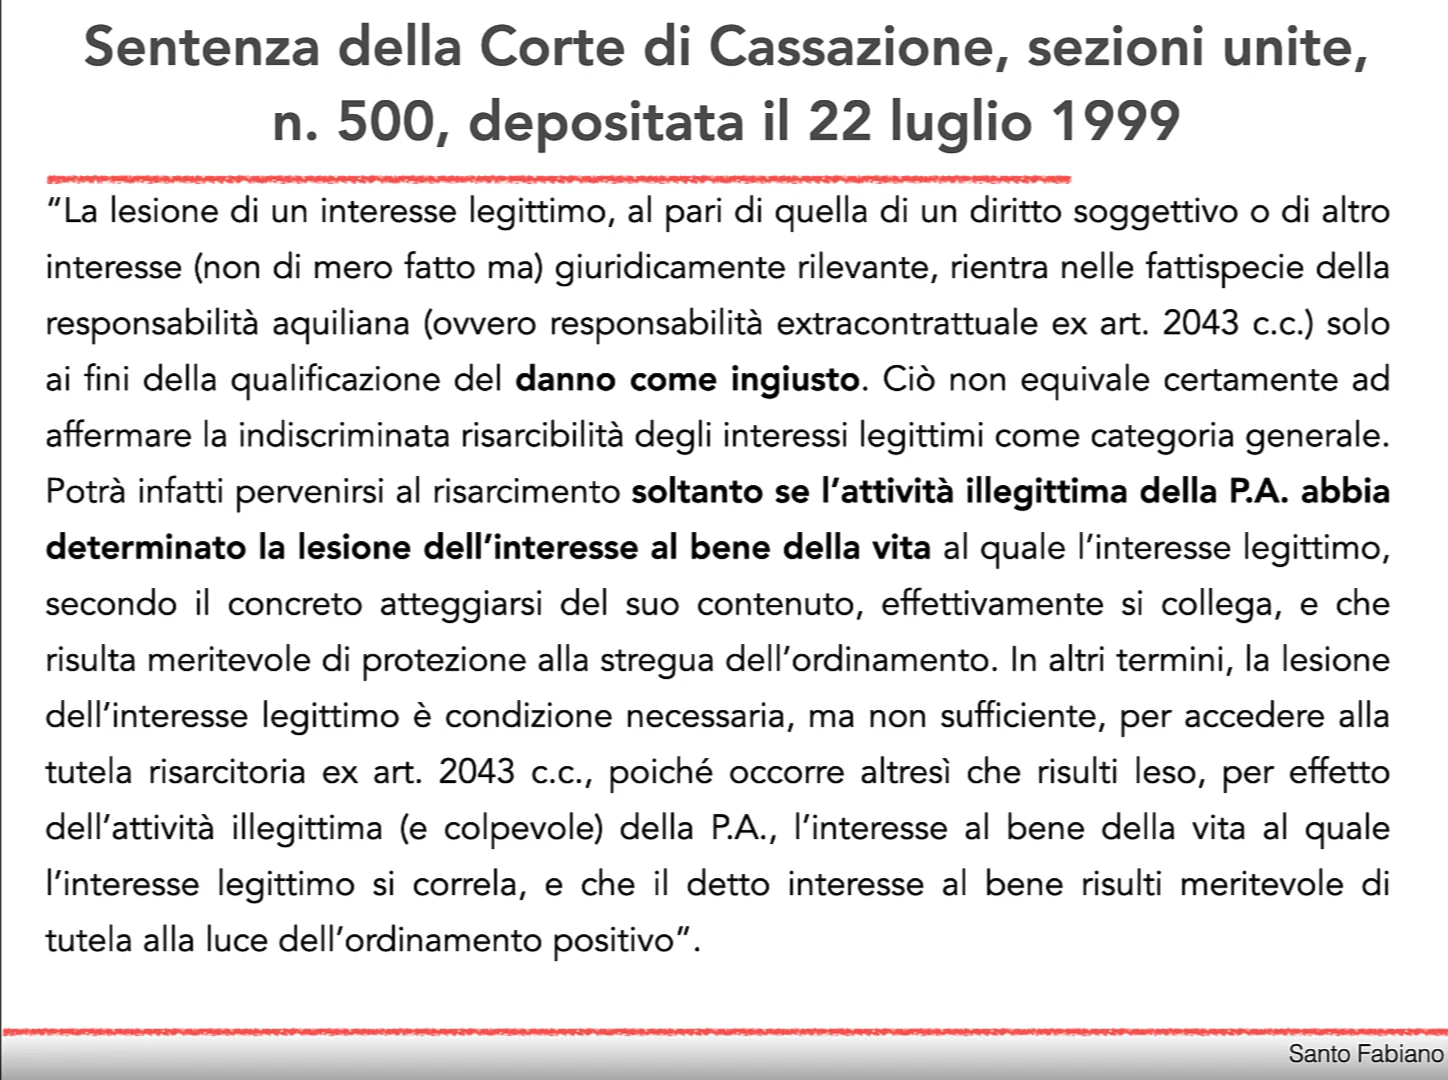 Sentenza della Corte di Cassazione, sezioni unite,
n. 500, depositata il 22 luglio 1999
“La lesione di un interesse legittimo, al pari di quella di un diritto soggettivo o di altro
interesse (non di mero fatto ma) giuridicamente rilevante, rientra nelle fattispecie della
responsabilità aquiliana (ovvero responsabilità extracontrattuale ex art. 2043 c.c.) solo
ai fini della qualificazione del danno come ingiusto. Ciò non equivale certamente ad
affermare la indiscriminata risarcibilità degli interessi legittimi come categoria generale.
Potrà infatti pervenirsi al risarcimento soltanto se l’attività illegittima della P.A. abbia
determinato la lesione dell’interesse al bene della vita al quale l’interesse legittimo,
secondo il concreto atteggiarsi del suo contenuto, effettivamente si collega, e che
risulta meritevole di protezione alla stregua dell’ordinamento. In altri termini, la lesione
dell’interesse legittimo è condizione necessaria, ma non sufficiente, per accedere alla
tutela risarcitoria ex art. 2043 c.c., poiché occorre altresì che risulti leso, per effetto
dell’attività illegittima (e colpevole) della P.A., l’interesse al bene della vita al quale
l’interesse legittimo si correla, e che il detto interesse al bene risulti meritevole di
tutela alla luce dell’ordinamento positivo”.
Santo Fabiano